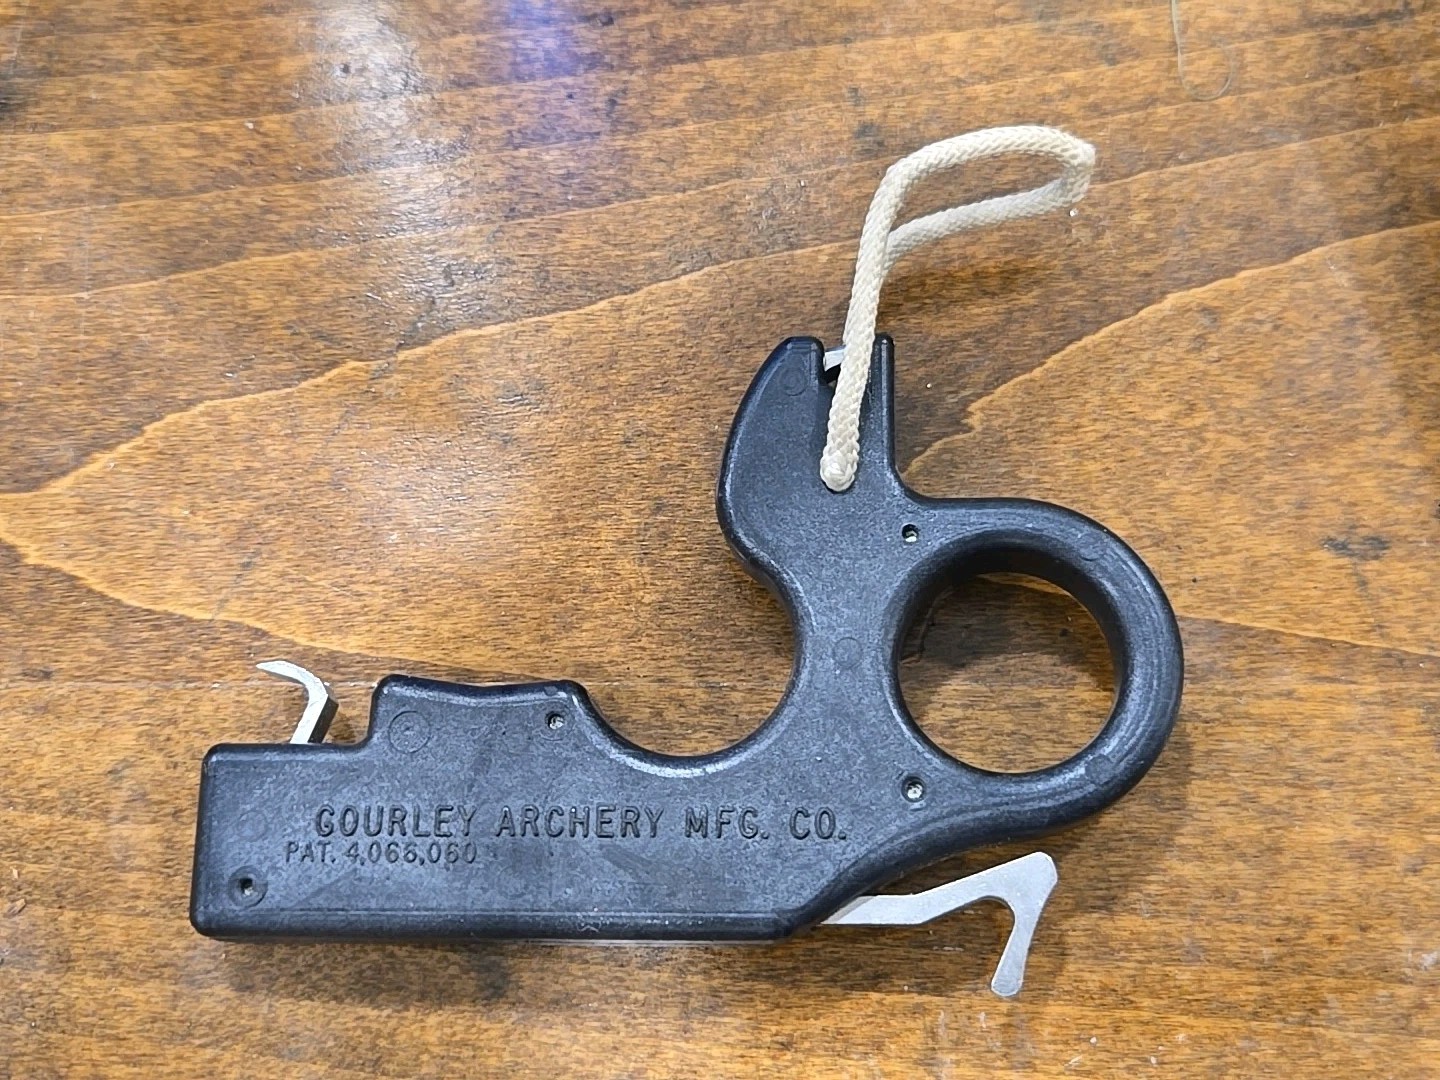 GOURLEY ARCHERY MFG. CO.
PAT. 4,066,060